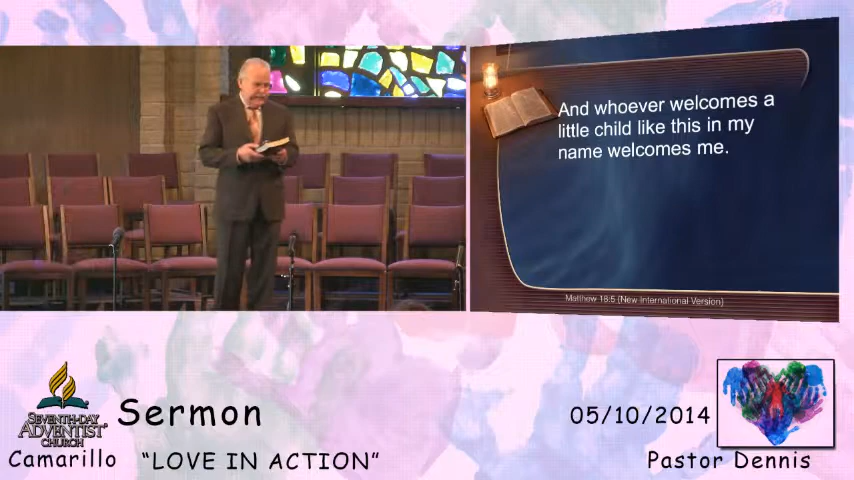 And whoever welcomes a
little child like this in my
name welcomes me.
Matthew 18:5 (New International Version)
SEVENTH-DAY
ADVENTIST
CHURCH
Sermon
05/10/2014
Camarillo
"LOVE IN ACTION"
Pastor Dennis